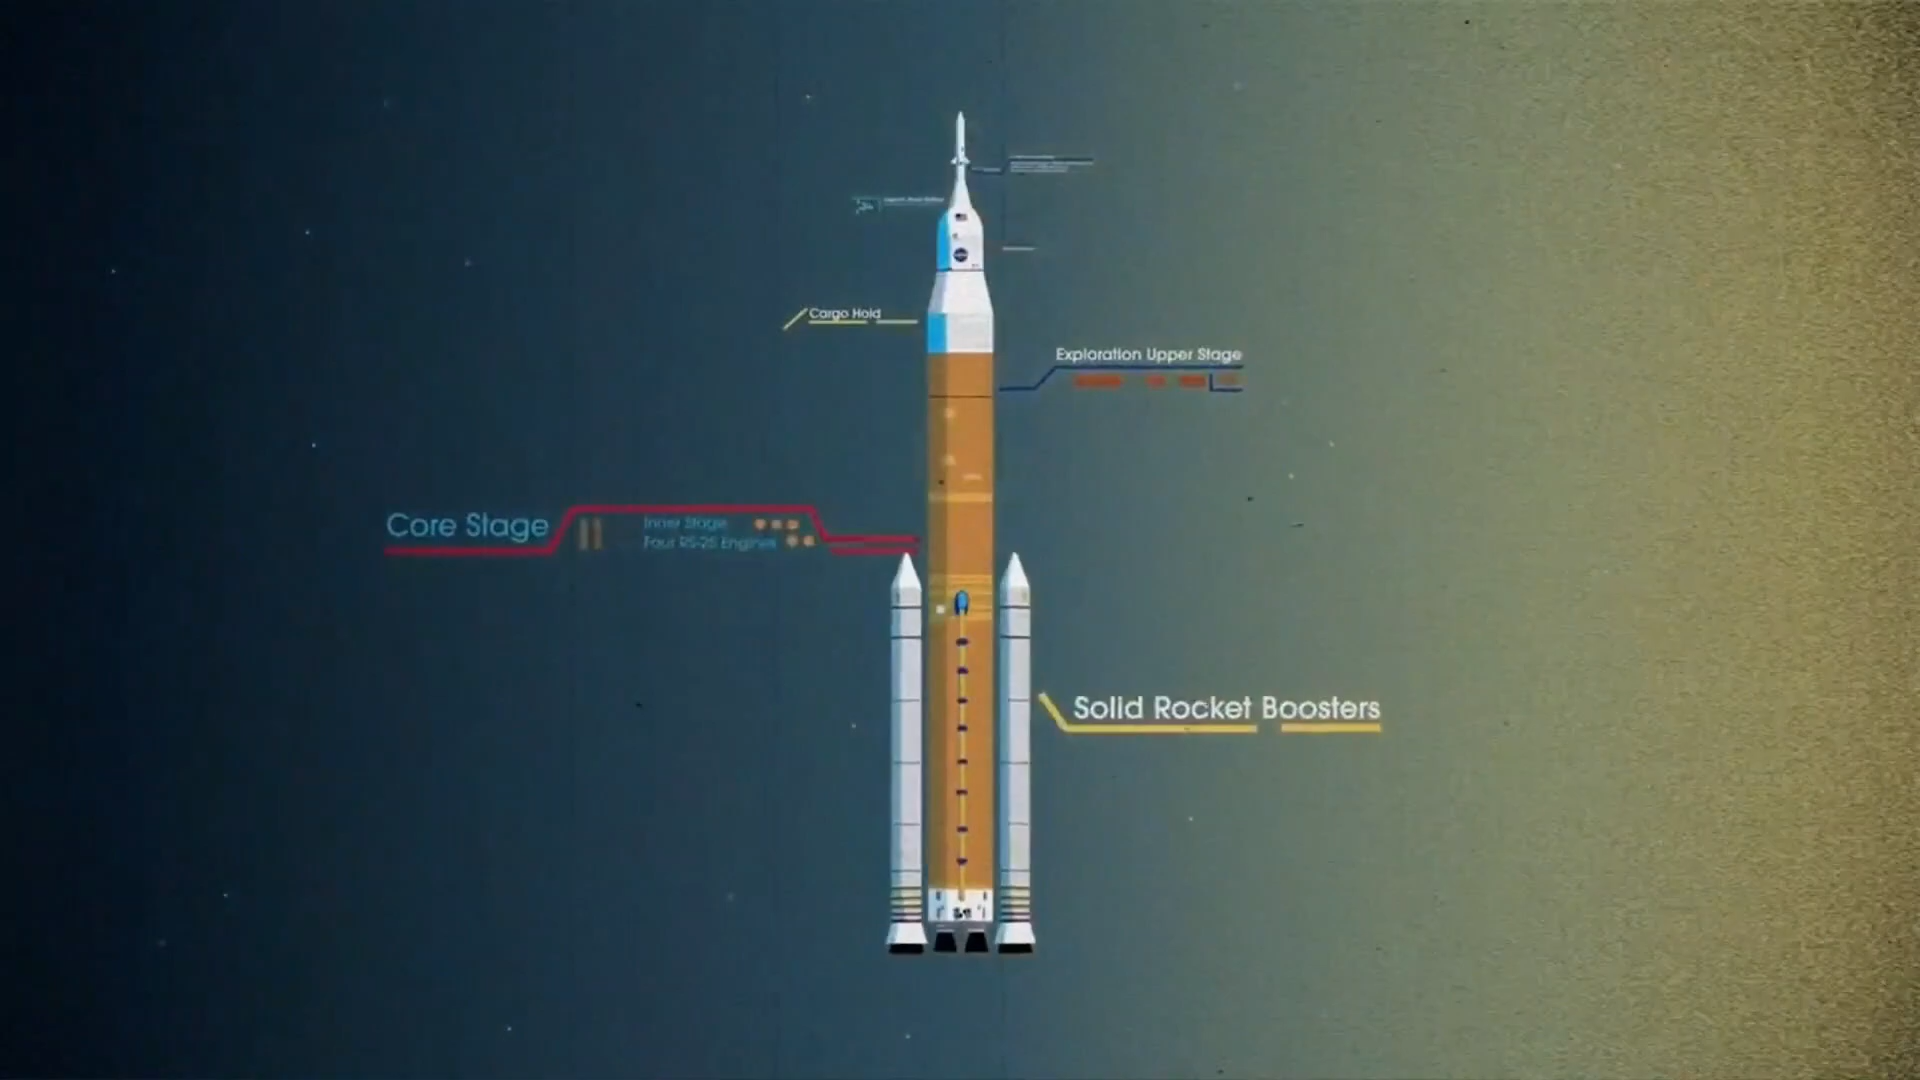 Cargo Hold
Exploration Upper Stage
Core Stage
Inner Stage
Four RS-25 Engines
Solid Rocket Boosters